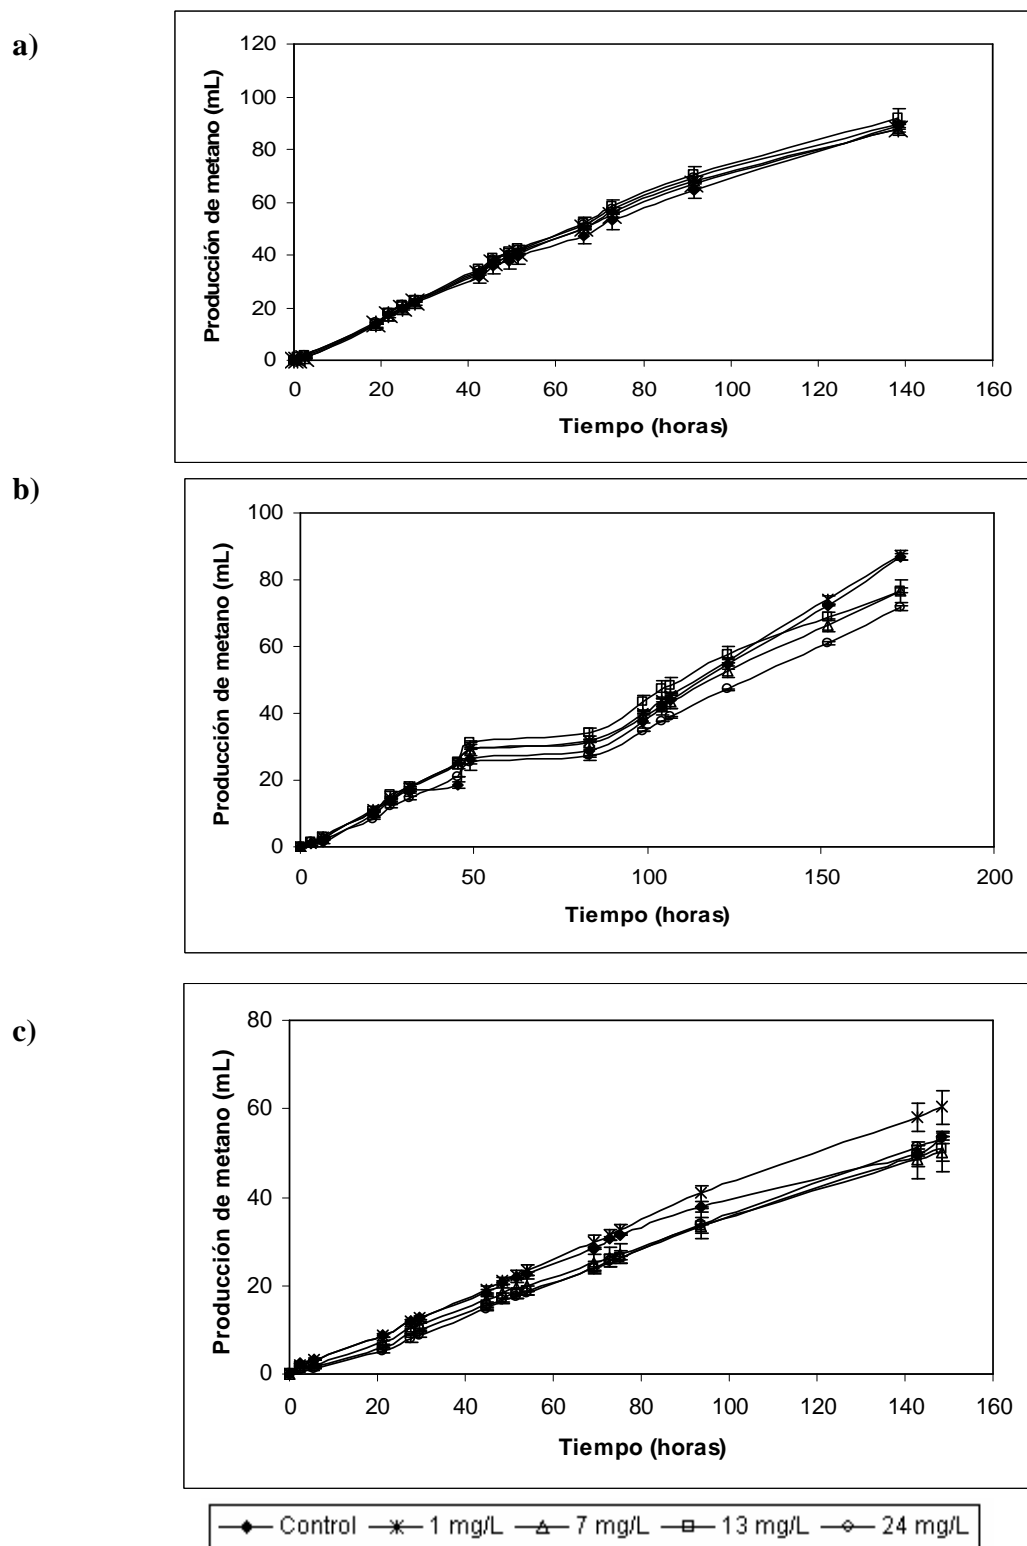 a)
120
100
80
60
40
20
0
Producción de metano (mL)
0 20 40 60 80 100 120 140 160
Tiempo (horas)
b)
100
80
60
40
20
0
Producción de metano (mL)
0 50 100 150 200
Tiempo (horas)
c)
80
60
40
20
0
Producción de metano (mL)
0 20 40 60 80 100 120 140 160
Tiempo (horas)
Control 1 mg/L 7 mg/L 13 mg/L 24 mg/L